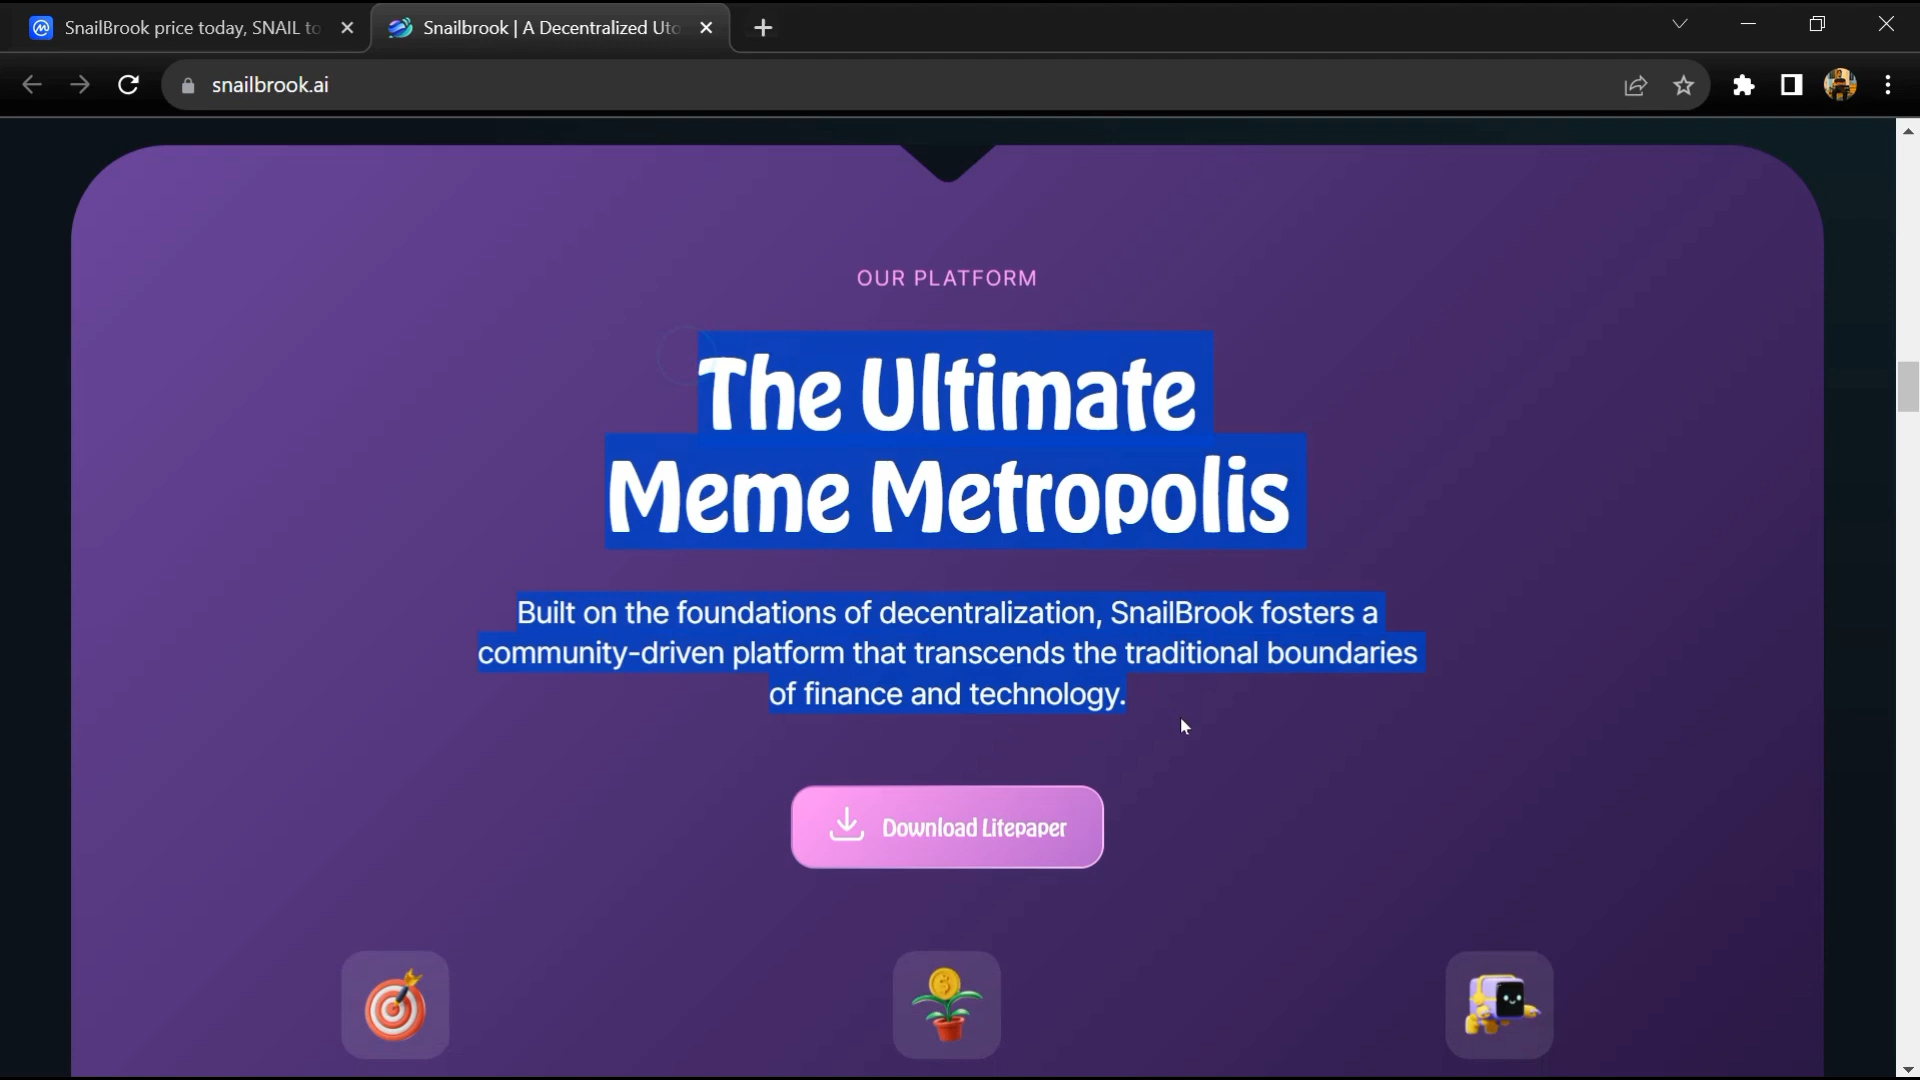 SnailBrook price today, SNAIL to
Snailbrook | A Decentralized Uto
snailbrook.ai
OUR PLATFORM
The Ultimate
Meme Metropolis
Built on the foundations of decentralization, SnailBrook fosters a
community-driven platform that transcends the traditional boundaries
of finance and technology.
Download Litepaper